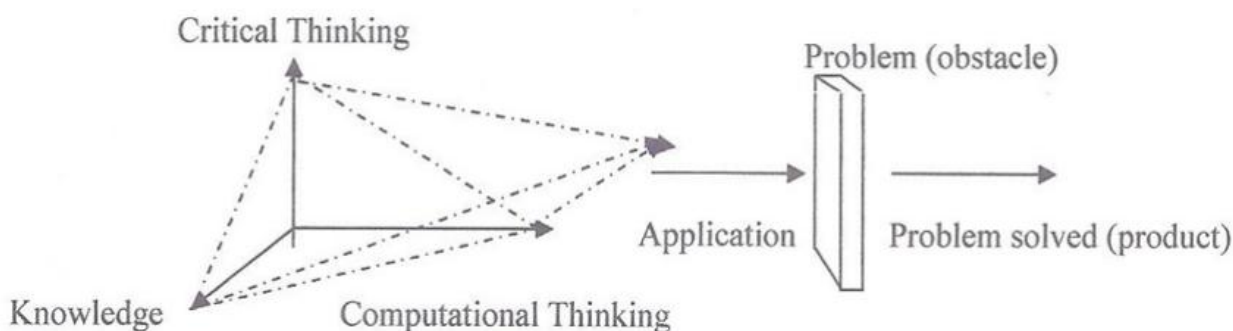 Critical Thinking
Problem (obstacle)
Application
Problem solved (product)
Knowledge
Computational Thinking